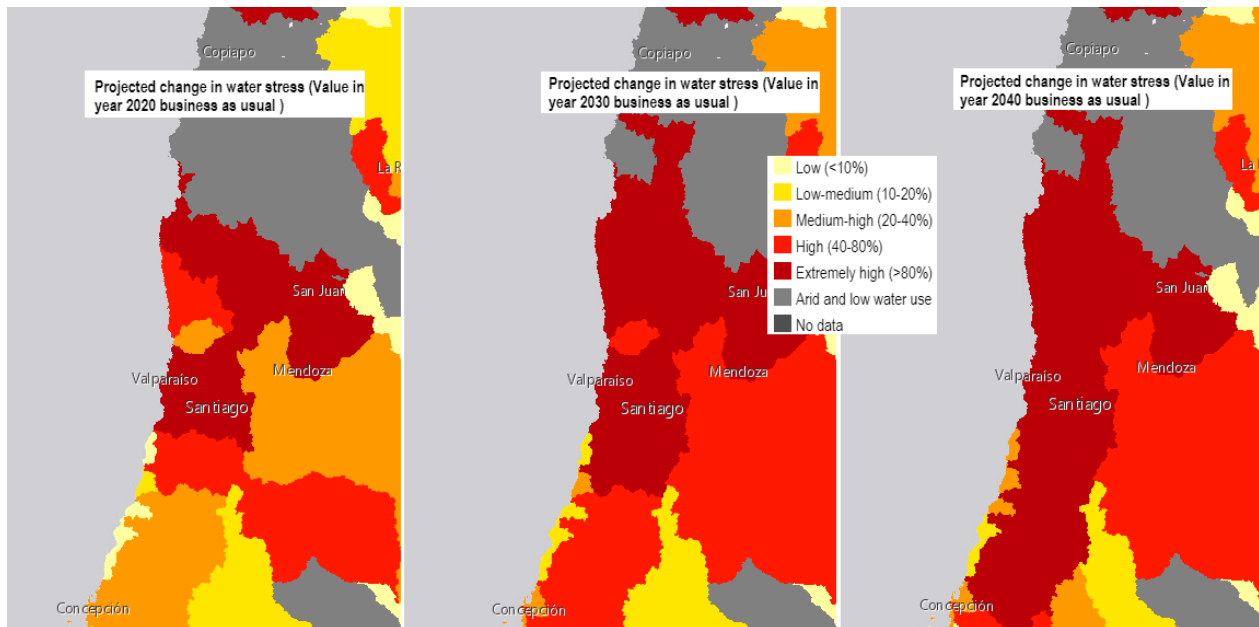 Copiapo
Projected change in water stress (Value in
year 2020 business as usual )
La R
San Juan
Valparaíso
Mendoza
Santiago
Concepción
Copiapo
Projected change in water stress (Value in
year 2030 business as usual )
San Ju
Valparaíso
Mendoza
Santiago
Concepción
Low (<10%)
Low-medium (10-20%)
Medium-high (20-40%)
High (40-80%)
Extremely high (>80%)
Arid and low water use
No data
Copiapo
Projected change in water stress (Value in
year 2040 business as usual )
La
San Juan
Valparaíso
Mendoza
Santiago
Concepción